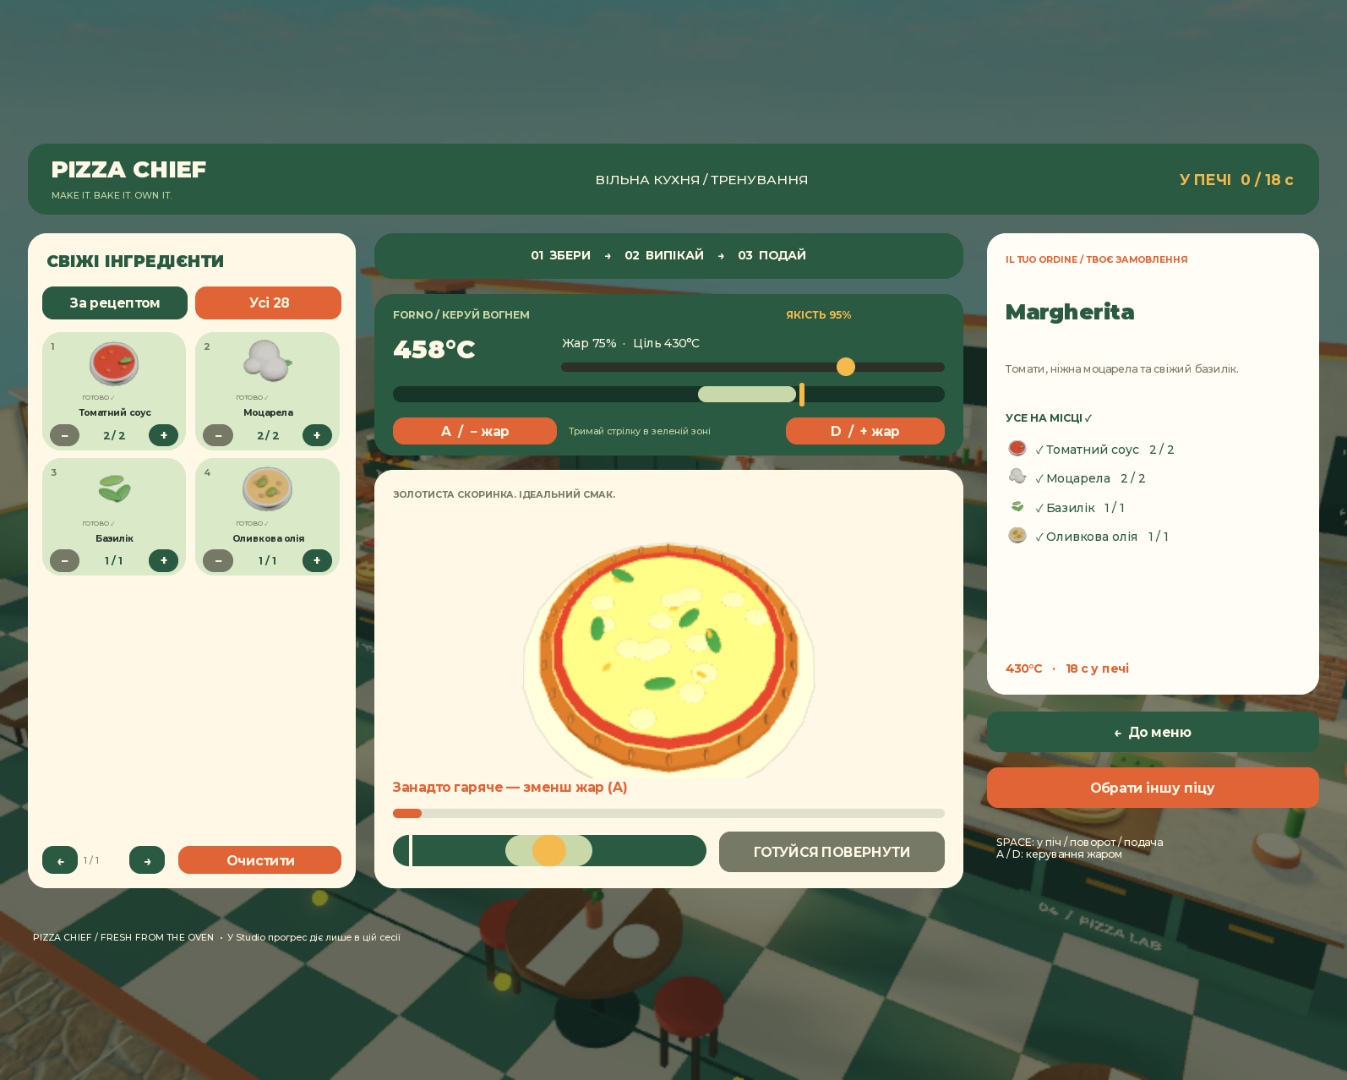 PIZZA CHIEF
MAKE IT. BAKE IT. OWN IT.
ВІЛЬНА КУХНЯ / ТРЕНУВАННЯ
У ПЕЧІ 0 / 18 с
СВІЖІ ІНГРЕДІЄНТИ
За рецептом
Усі 28
1
ГОТОВО ✓
Томатний соус
− 2 / 2 +
2
ГОТОВО ✓
Моцарела
− 2 / 2 +
3
ГОТОВО ✓
Базилік
− 1 / 1 +
4
ГОТОВО ✓
Оливкова олія
− 1 / 1 +
← 1 / 1 →
Очистити
01 ЗБЕРИ → 02 ВИПІКАЙ → 03 ПОДАЙ
FORNO / КЕРУЙ ВОГНЕМ
ЯКІСТЬ 95%
458°C
Жар 75% · Ціль 430°C
A / − жар
Тримай стрілку в зеленій зоні
D / + жар
ЗОЛОТИСТА СКОРИНКА. ІДЕАЛЬНИЙ СМАК.
Занадто гаряче — зменш жар (A)
ГОТУЙСЯ ПОВЕРНУТИ
IL TUO ORDINE / ТВОЄ ЗАМОВЛЕННЯ
Margherita
Томати, ніжна моцарела та свіжий базилік.
УСЕ НА МІСЦІ ✓
✓ Томатний соус 2 / 2
✓ Моцарела 2 / 2
✓ Базилік 1 / 1
✓ Оливкова олія 1 / 1
430°C · 18 с у печі
← До меню
Обрати іншу піцу
SPACE: у піч / поворот / подача
A / D: керування жаром
04 / PIZZA LAB
PIZZA CHIEF / FRESH FROM THE OVEN • У Studio прогрес діє лише в цій сесії